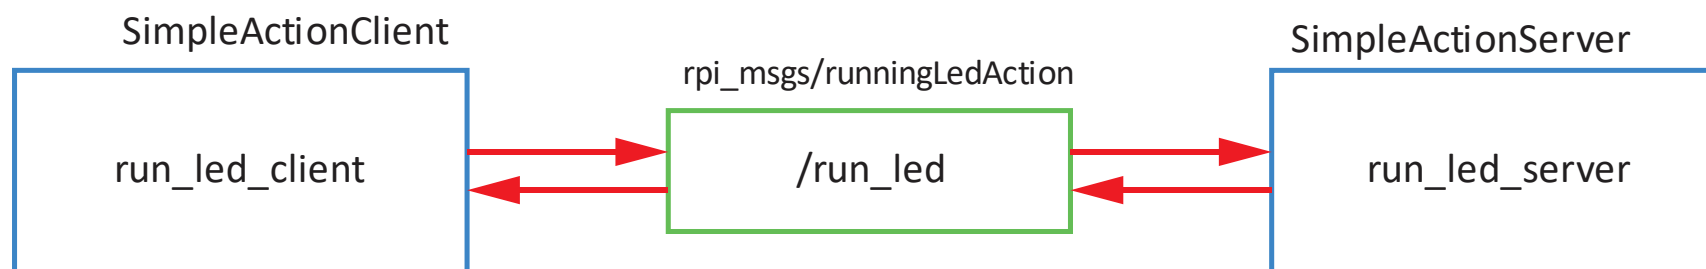 SimpleActionClient
SimpleActionServer
rpi_msgs/runningLedAction
run_led_client
/run_led
run_led_server